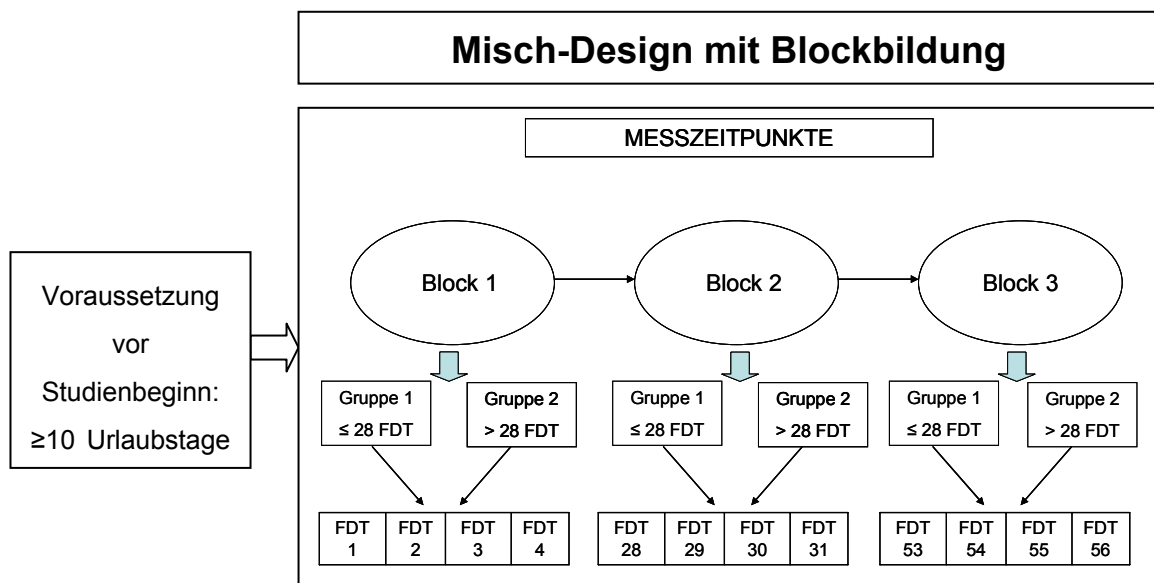 Misch-Design mit Blockbildung
MESSZEITPUNKTE
Voraussetzung
vor
Studienbeginn:
≥10 Urlaubstage
Block 1
Block 2
Block 3
Gruppe 1
≤ 28 FDT
Gruppe 2
> 28 FDT
Gruppe 1
≤ 28 FDT
Gruppe 2
> 28 FDT
Gruppe 1
≤ 28 FDT
Gruppe 2
> 28 FDT
FDT FDT FDT FDT
1 2 3 4
FDT FDT FDT FDT
28 29 30 31
FDT FDT FDT FDT
53 54 55 56